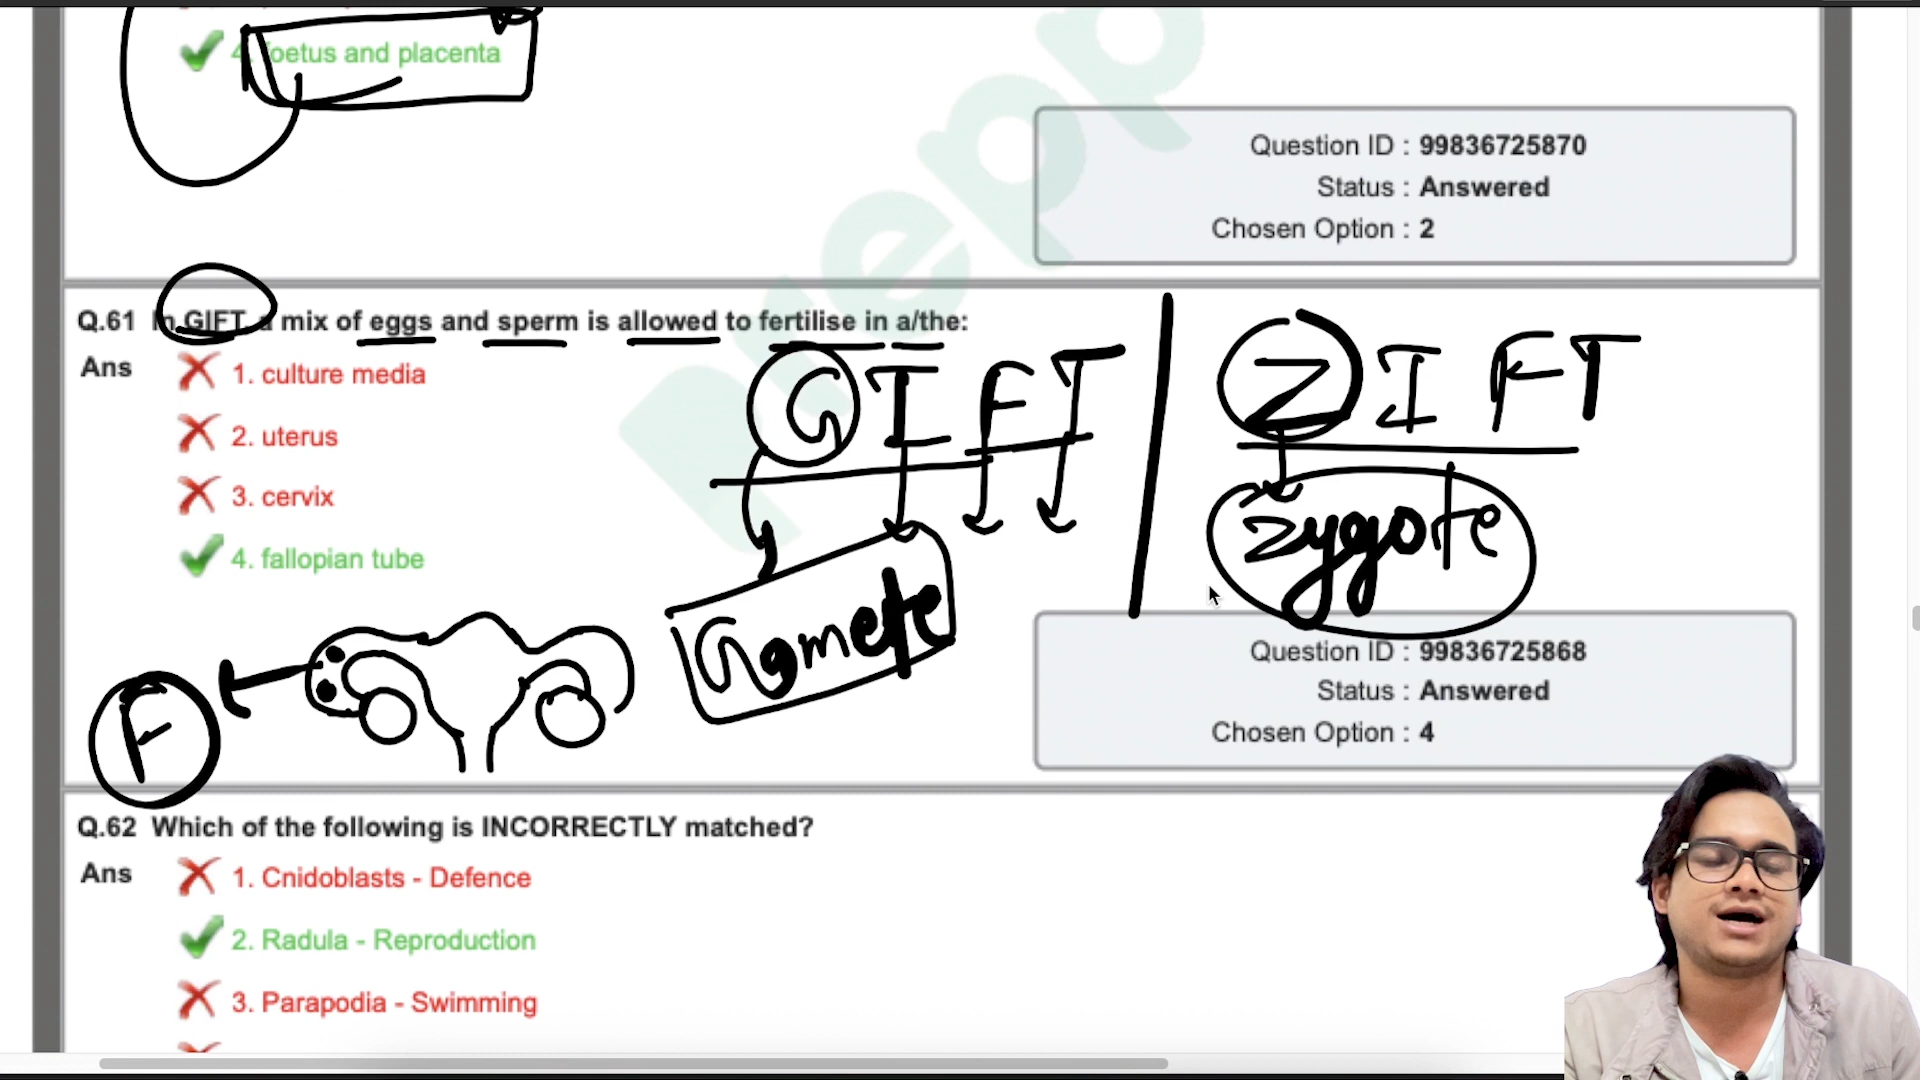 4. foetus and placenta
Question ID : 99836725870
Status : Answered
Chosen Option : 2
Q.61 In GIFT, a mix of eggs and sperm is allowed to fertilise in a/the:
Ans
1. culture media
2. uterus
3. cervix
4. fallopian tube
GIFT
ZIFT
Gamete
zygote
F
Question ID : 99836725868
Status : Answered
Chosen Option : 4
Q.62 Which of the following is INCORRECTLY matched?
Ans
1. Cnidoblasts - Defence
2. Radula - Reproduction
3. Parapodia - Swimming
prepp